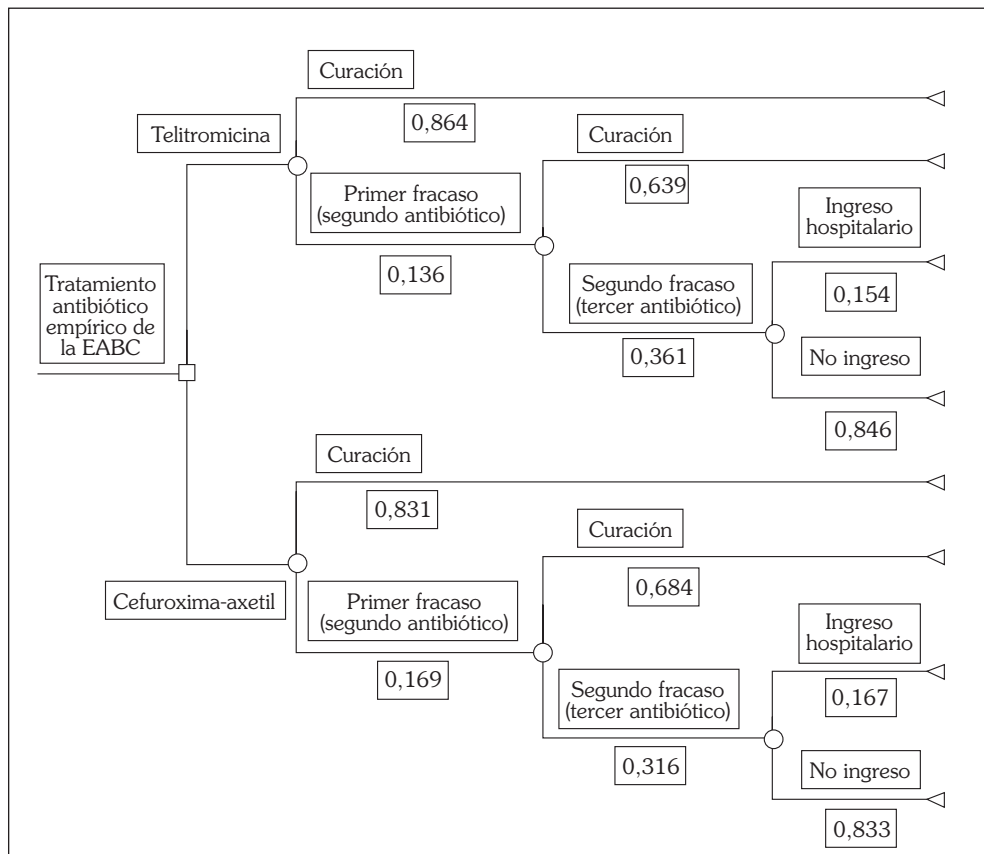 Curación
0,864
Telitromicina
Curación
0,639
Primer fracaso
(segundo antibiótico)
0,136
Ingreso
hospitalario
0,154
Segundo fracaso
(tercer antibiótico)
0,361
No ingreso
0,846
Tratamiento
antibiótico
empírico de
la EABC
Curación
0,831
Curación
0,684
Cefuroxima-axetil
Primer fracaso
(segundo antibiótico)
0,169
Ingreso
hospitalario
0,167
Segundo fracaso
(tercer antibiótico)
0,316
No ingreso
0,833